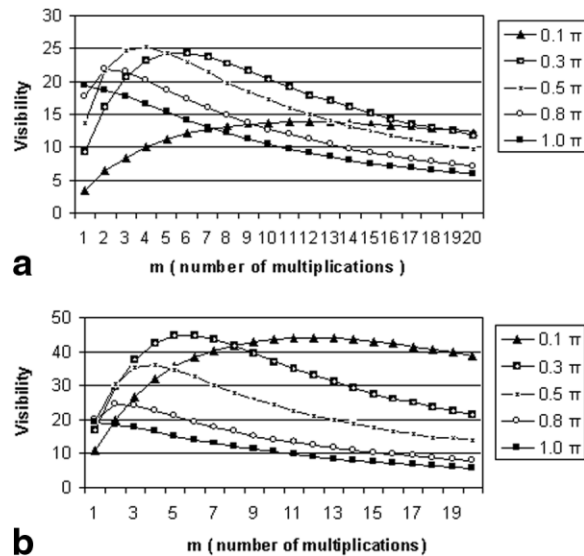 a
Visibility
30
25
20
15
10
5
0
1 2 3 4 5 6 7 8 9 10 11 12 13 14 15 16 17 18 19 20
m ( number of multiplications )
0.1 π
0.3 π
0.5 π
0.8 π
1.0 π
b
Visibility
50
40
30
20
10
0
1 3 5 7 9 11 13 15 17 19
m ( number of multiplications)
0.1 π
0.3 π
0.5 π
0.8 π
1.0 π